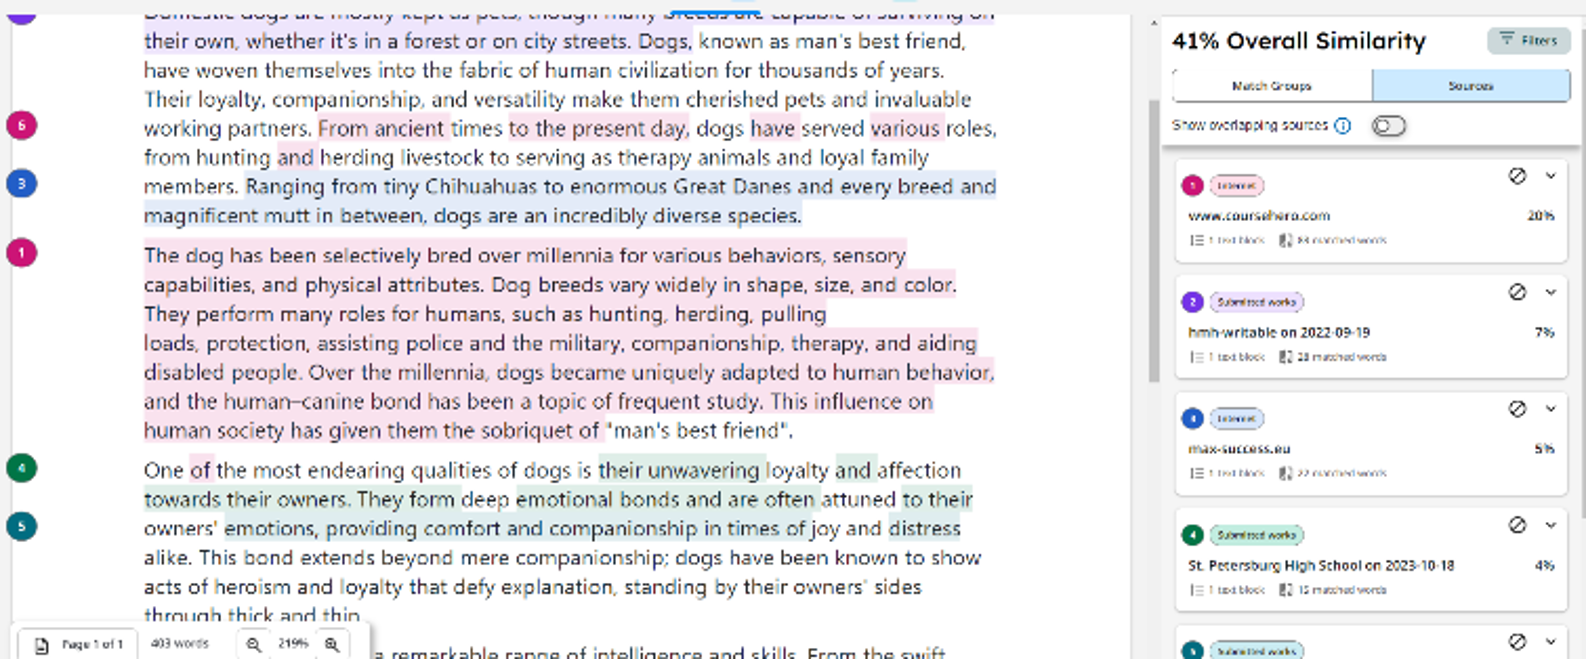 Domestic dogs are mostly kept as pets, though many breeds are capable of surviving on
their own, whether it's in a forest or on city streets. Dogs, known as man's best friend,
have woven themselves into the fabric of human civilization for thousands of years.
Their loyalty, companionship, and versatility make them cherished pets and invaluable
6
working partners. From ancient times to the present day, dogs have served various roles,
from hunting and herding livestock to serving as therapy animals and loyal family
3
members. Ranging from tiny Chihuahuas to enormous Great Danes and every breed and
magnificent mutt in between, dogs are an incredibly diverse species.
1
The dog has been selectively bred over millennia for various behaviors, sensory
capabilities, and physical attributes. Dog breeds vary widely in shape, size, and color.
They perform many roles for humans, such as hunting, herding, pulling
loads, protection, assisting police and the military, companionship, therapy, and aiding
disabled people. Over the millennia, dogs became uniquely adapted to human behavior,
and the human–canine bond has been a topic of frequent study. This influence on
human society has given them the sobriquet of "man's best friend".
4
One of the most endearing qualities of dogs is their unwavering loyalty and affection
towards their owners. They form deep emotional bonds and are often attuned to their
5
owners' emotions, providing comfort and companionship in times of joy and distress
alike. This bond extends beyond mere companionship; dogs have been known to show
acts of heroism and loyalty that defy explanation, standing by their owners' sides
through thick and thin.
a remarkable range of intelligence and skills. From the swift
Page 1 of 1 403 words 219%
41% Overall Similarity
Filters
Match Groups Sources
Show overlapping sources
1 Internet
www.coursehero.com 20%
1 text block 83 matched words
2 Submitted works
hmh-writable on 2022-09-19 7%
1 text block 28 matched words
3 Internet
max-success.eu 5%
1 text block 22 matched words
4 Submitted works
St. Petersburg High School on 2023-10-18 4%
1 text block 15 matched words
5 Submitted works